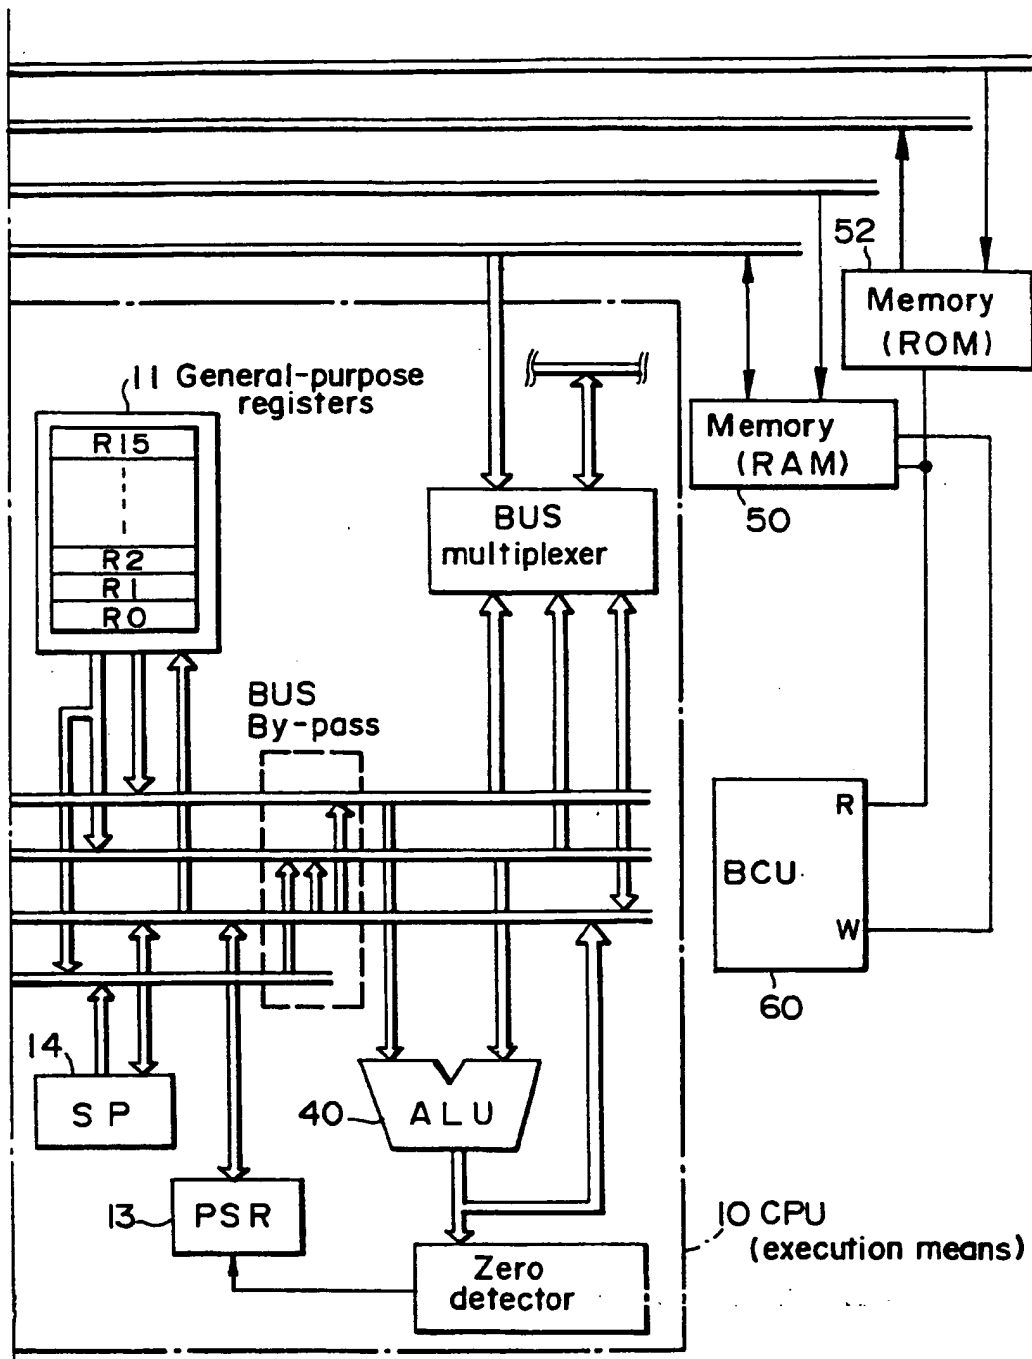 52
Memory
(ROM)
11 General-purpose
registers
R15
R2
R1
R0
Memory
(RAM)
50
BUS
multiplexer
BUS
By-pass
R
BCU
W
60
14
SP
40
ALU
13
PSR
10 CPU
(execution means)
Zero
detector